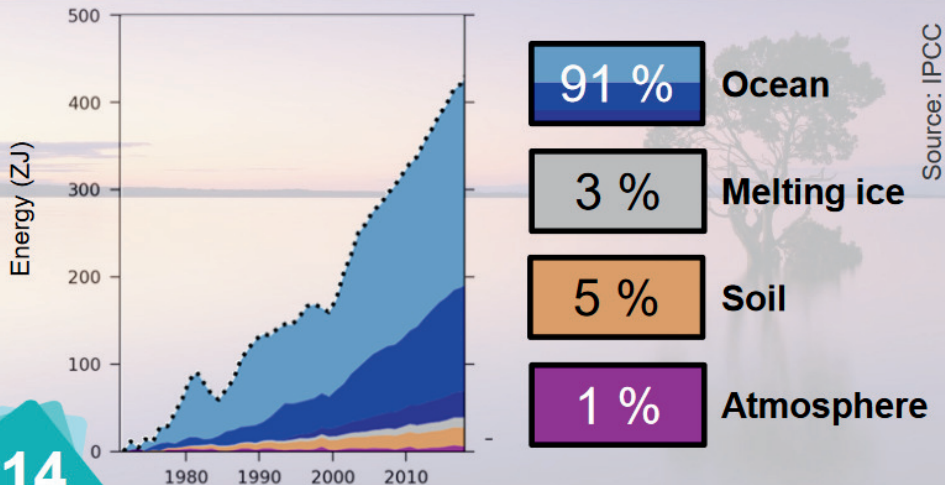 500
400
300
200
100
0
Energy (ZJ)
1980 1990 2000 2010
91 % Ocean
3 % Melting ice
5 % Soil
1 % Atmosphere
Source: IPCC
14